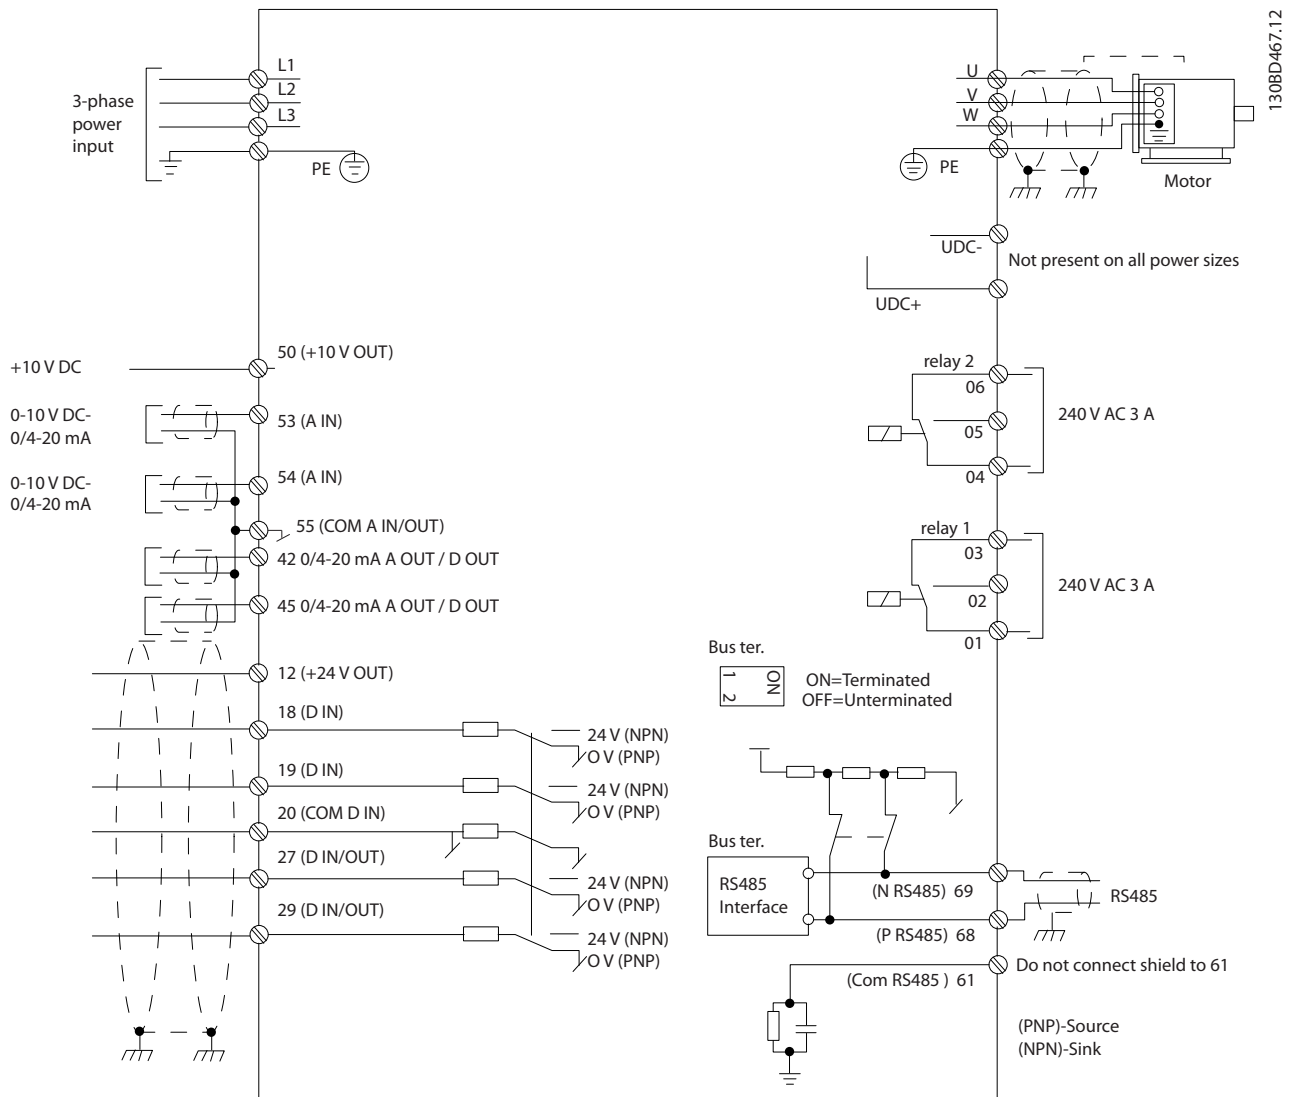 130BD467.12
L1
L2
L3
3-phase
power
input
PE
U
V
W
PE
Motor
UDC-
Not present on all power sizes
UDC+
+10 V DC
50 (+10 V OUT)
0-10 V DC-
0/4-20 mA
53 (A IN)
0-10 V DC-
0/4-20 mA
54 (A IN)
55 (COM A IN/OUT)
42 0/4-20 mA A OUT / D OUT
45 0/4-20 mA A OUT / D OUT
12 (+24 V OUT)
18 (D IN)
24 V (NPN)
O V (PNP)
19 (D IN)
24 V (NPN)
O V (PNP)
20 (COM D IN)
27 (D IN/OUT)
24 V (NPN)
O V (PNP)
29 (D IN/OUT)
24 V (NPN)
O V (PNP)
relay 2
06
05
04
240 V AC 3 A
relay 1
03
02
01
240 V AC 3 A
Bus ter.
1
2
ON
ON=Terminated
OFF=Unterminated
Bus ter.
RS485
Interface
(N RS485) 69
RS485
(P RS485) 68
(Com RS485 ) 61
Do not connect shield to 61
(PNP)-Source
(NPN)-Sink